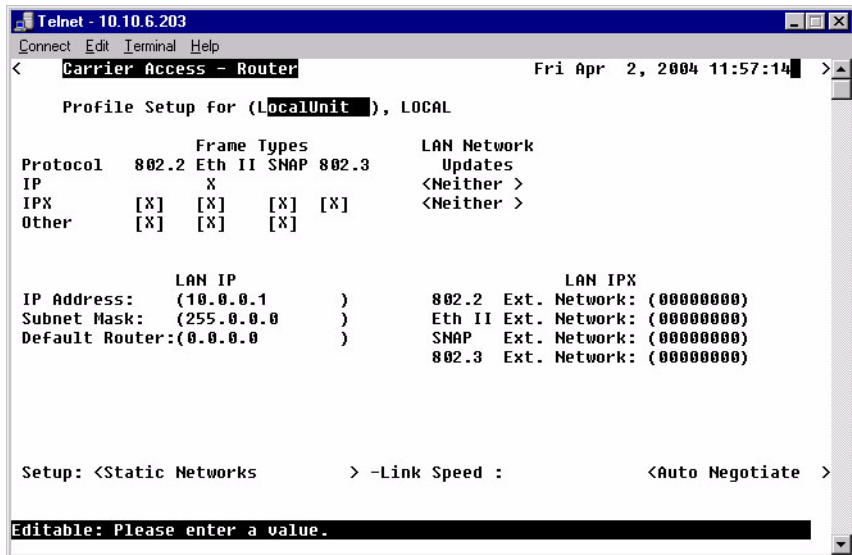 Telnet - 10.10.6.203
Connect Edit Terminal Help
< Carrier Access - Router Fri Apr 2, 2004 11:57:14 >
Profile Setup for (LocalUnit ), LOCAL
Frame Types LAN Network
Protocol 802.2 Eth II SNAP 802.3 Updates
IP X <Neither >
IPX [X] [X] [X] [X] <Neither >
Other [X] [X] [X]
LAN IP LAN IPX
IP Address: (10.0.0.1 ) 802.2 Ext. Network: (00000000)
Subnet Mask: (255.0.0.0 ) Eth II Ext. Network: (00000000)
Default Router:(0.0.0.0 ) SNAP Ext. Network: (00000000)
802.3 Ext. Network: (00000000)
Setup: <Static Networks > -Link Speed : <Auto Negotiate >
Editable: Please enter a value.